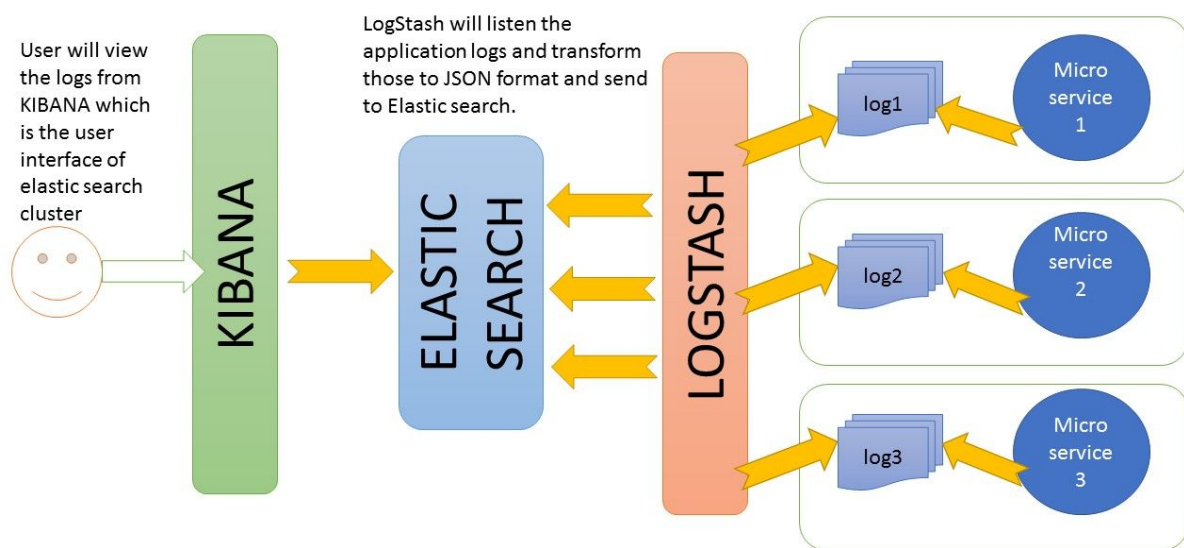 User will view
the logs from
KIBANA which
is the user
interface of
elastic search
cluster
KIBANA
LogStash will listen the
application logs and transform
those to JSON format and send
to Elastic search.
ELASTIC
SEARCH
LOGSTASH
log1
Micro
service
1
log2
Micro
service
2
log3
Micro
service
3